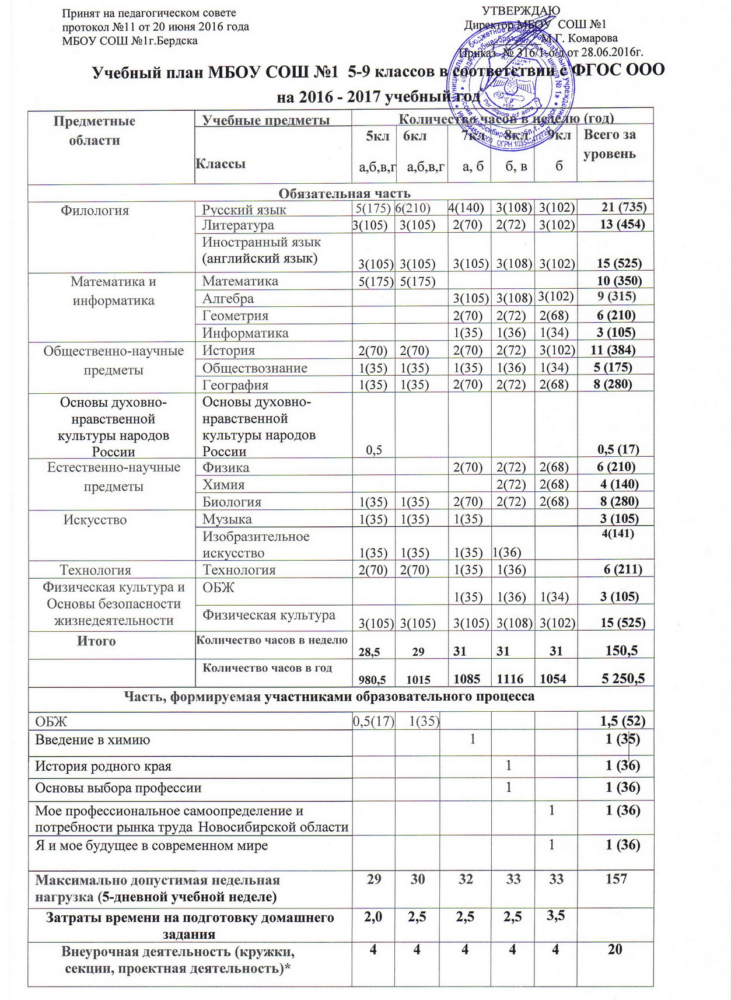 Принят на педагогическом совете
протокол №11 от 20 июня 2016 года
МБОУ СОШ №1г.Бердска
УТВЕРЖДАЮ
Директор МБОУ СОШ №1
М.Г. Комарова
Приказ № 316/1-о/д от 28.06.2016г.
Учебный план МБОУ СОШ №1 5-9 классов в соответствии с ФГОС ООО
на 2016 - 2017 учебный год
Предметные области Учебные предметы Количество часов в неделю (год)
Классы 5кл 6кл 7кл 8кл 9кл Всего за уровень
а,б,в,г а,б,в,г а, б б, в б
Обязательная часть
Филология Русский язык 5(175) 6(210) 4(140) 3(108) 3(102) 21 (735)
Литература 3(105) 3(105) 2(70) 2(72) 3(102) 13 (454)
Иностранный язык
(английский язык) 3(105) 3(105) 3(105) 3(108) 3(102) 15 (525)
Математика и информатика Математика 5(175) 5(175) 10 (350)
Алгебра 3(105) 3(108) 3(102) 9 (315)
Геометрия 2(70) 2(72) 2(68) 6 (210)
Информатика 1(35) 1(36) 1(34) 3 (105)
Общественно-научные предметы История 2(70) 2(70) 2(70) 2(72) 3(102) 11 (384)
Обществознание 1(35) 1(35) 1(35) 1(36) 1(34) 5 (175)
География 1(35) 1(35) 2(70) 2(72) 2(68) 8 (280)
Основы духовно- Основы духовно-
нравственной нравственной
культуры народов культуры народов
России России 0,5 0,5 (17)
Естественно-научные предметы Физика 2(70) 2(72) 2(68) 6 (210)
Химия 2(72) 2(68) 4 (140)
Биология 1(35) 1(35) 2(70) 2(72) 2(68) 8 (280)
Искусство Музыка 1(35) 1(35) 1(35) 3 (105)
Изобразительное 4(141)
искусство 1(35) 1(35) 1(35) 1(36)
Технология Технология 2(70) 2(70) 1(35) 1(36) 6 (211)
Физическая культура и ОБЖ
Основы безопасности 1(35) 1(36) 1(34) 3 (105)
жизнедеятельности Физическая культура 3(105) 3(105) 3(105) 3(108) 3(102) 15 (525)
Итого Количество часов в неделю 28,5 29 31 31 31 150,5
Количество часов в год 980,5 1015 1085 1116 1054 5 250,5
Часть, формируемая участниками образовательного процесса
ОБЖ 0,5(17) 1(35) 1,5 (52)
Введение в химию 1 1 (35)
История родного края 1 1 (36)
Основы выбора профессии 1 1 (36)
Мое профессиональное самоопределение и 1 1 (36)
потребности рынка труда Новосибирской области
Я и мое будущее в современном мире 1 1 (36)
Максимально допустимая недельная 29 30 32 33 33 157
нагрузка (5-дневной учебной неделе)
Затраты времени на подготовку домашнего 2,0 2,5 2,5 2,5 3,5
задания
Внеурочная деятельность (кружки, 4 4 4 4 4 20
секции, проектная деятельность)*